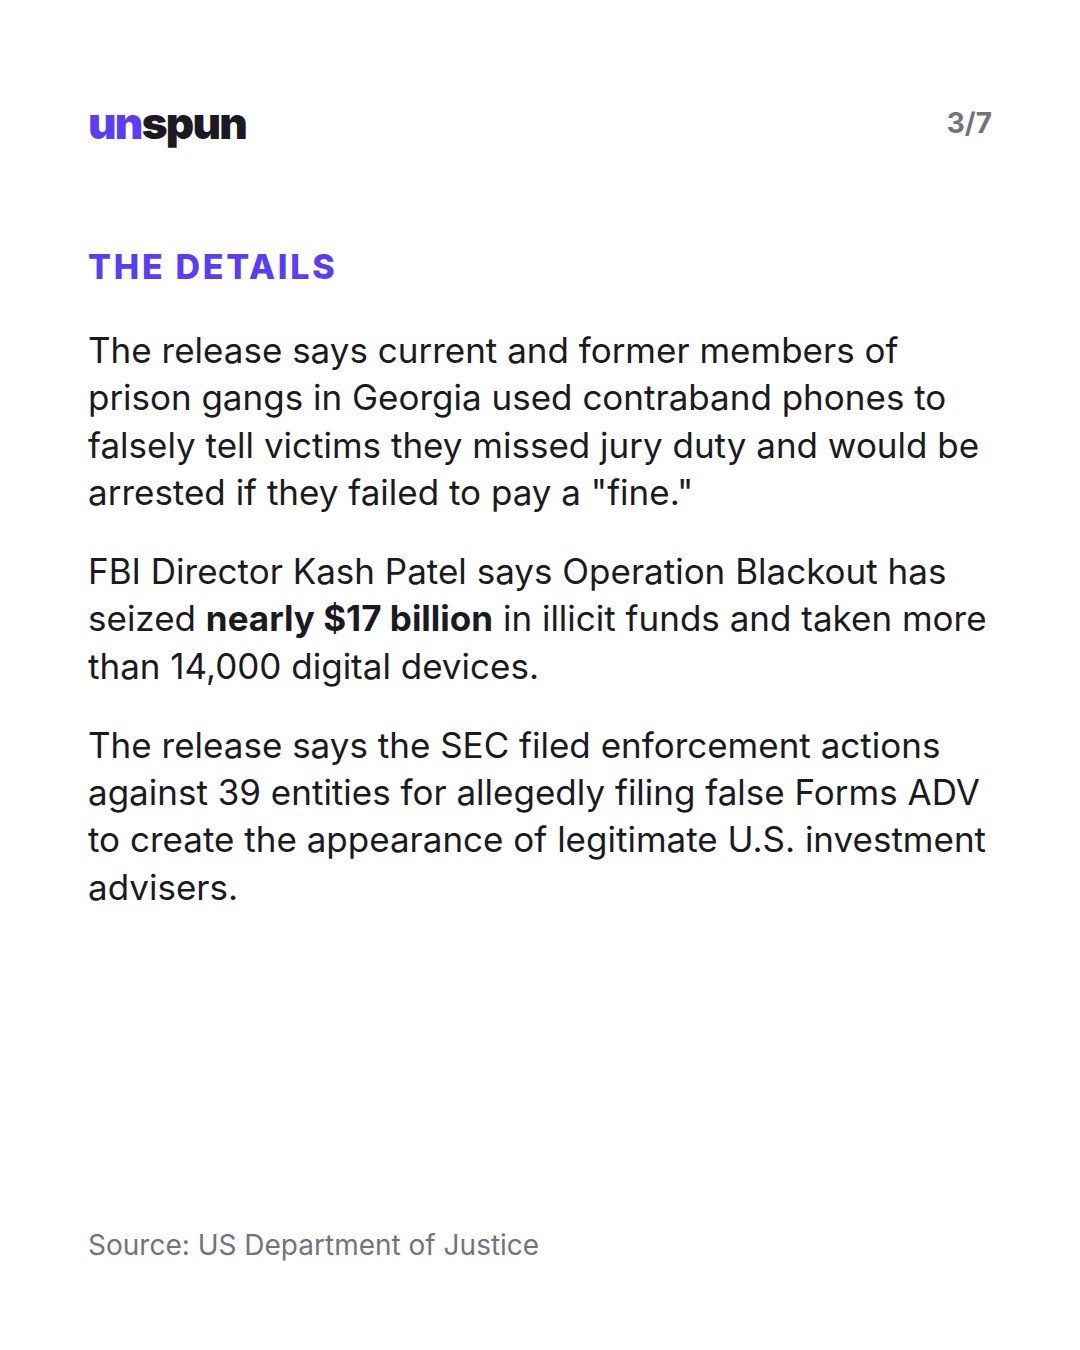 unspun
3/7
THE DETAILS
The release says current and former members of
prison gangs in Georgia used contraband phones to
falsely tell victims they missed jury duty and would be
arrested if they failed to pay a "fine."
FBI Director Kash Patel says Operation Blackout has
seized nearly $17 billion in illicit funds and taken more
than 14,000 digital devices.
The release says the SEC filed enforcement actions
against 39 entities for allegedly filing false Forms ADV
to create the appearance of legitimate U.S. investment
advisers.
Source: US Department of Justice